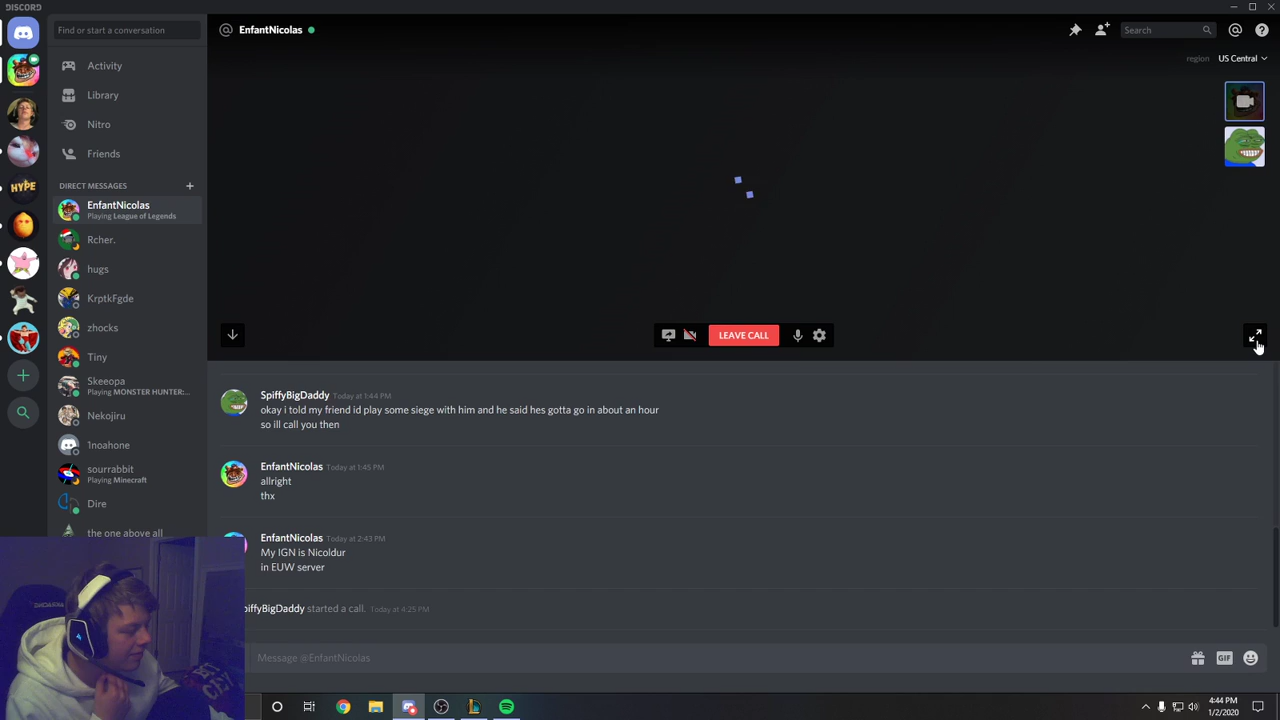 DISCORD
Find or start a conversation
EnfantNicolas
Search
region US Central
Activity
Library
Nitro
Friends
DIRECT MESSAGES
EnfantNicolas
Playing League of Legends
Rcher.
hugs
KrptkFgde
zhocks
Tiny
Skeeopa
Playing MONSTER HUNTER:...
Nekojiru
1noahone
sourrabbit
Playing Minecraft
Dire
the one above all
HYPE
LEAVE CALL
SpiffyBigDaddy Today at 1:44 PM
okay i told my friend id play some siege with him and he said hes gotta go in about an hour
so ill call you then
EnfantNicolas Today at 1:45 PM
allright
thx
EnfantNicolas Today at 2:43 PM
My IGN is Nicoldur
in EUW server
piffyBigDaddy started a call. Today at 4:25 PM
Message @EnfantNicolas
GIF
4:44 PM
1/2/2020